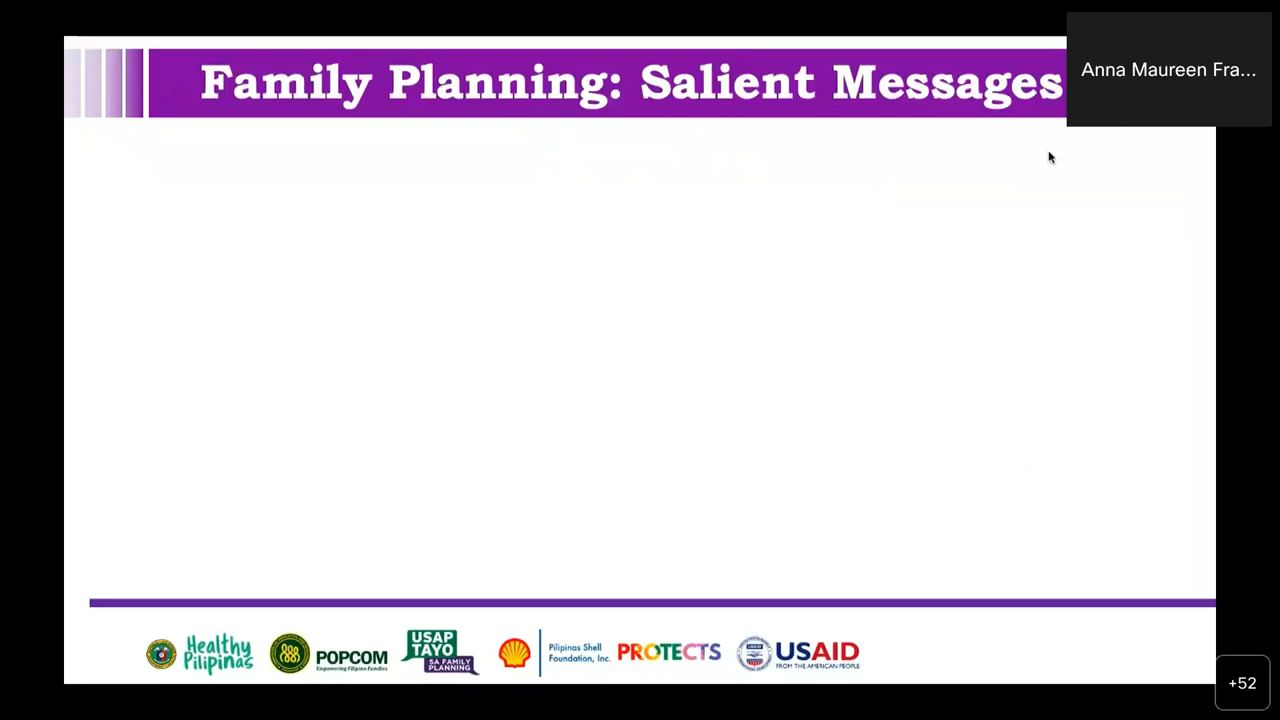 Family Planning: Salient Messages
Anna Maureen Fra...
Healthy
Pilipinas
POPCOM
Empowering Filipino Families
USAP
TAYO
SA FAMILY
PLANNING
Pilipinas Shell
Foundation, Inc.
PROTECTS
USAID
USAID
FROM THE AMERICAN PEOPLE
+52